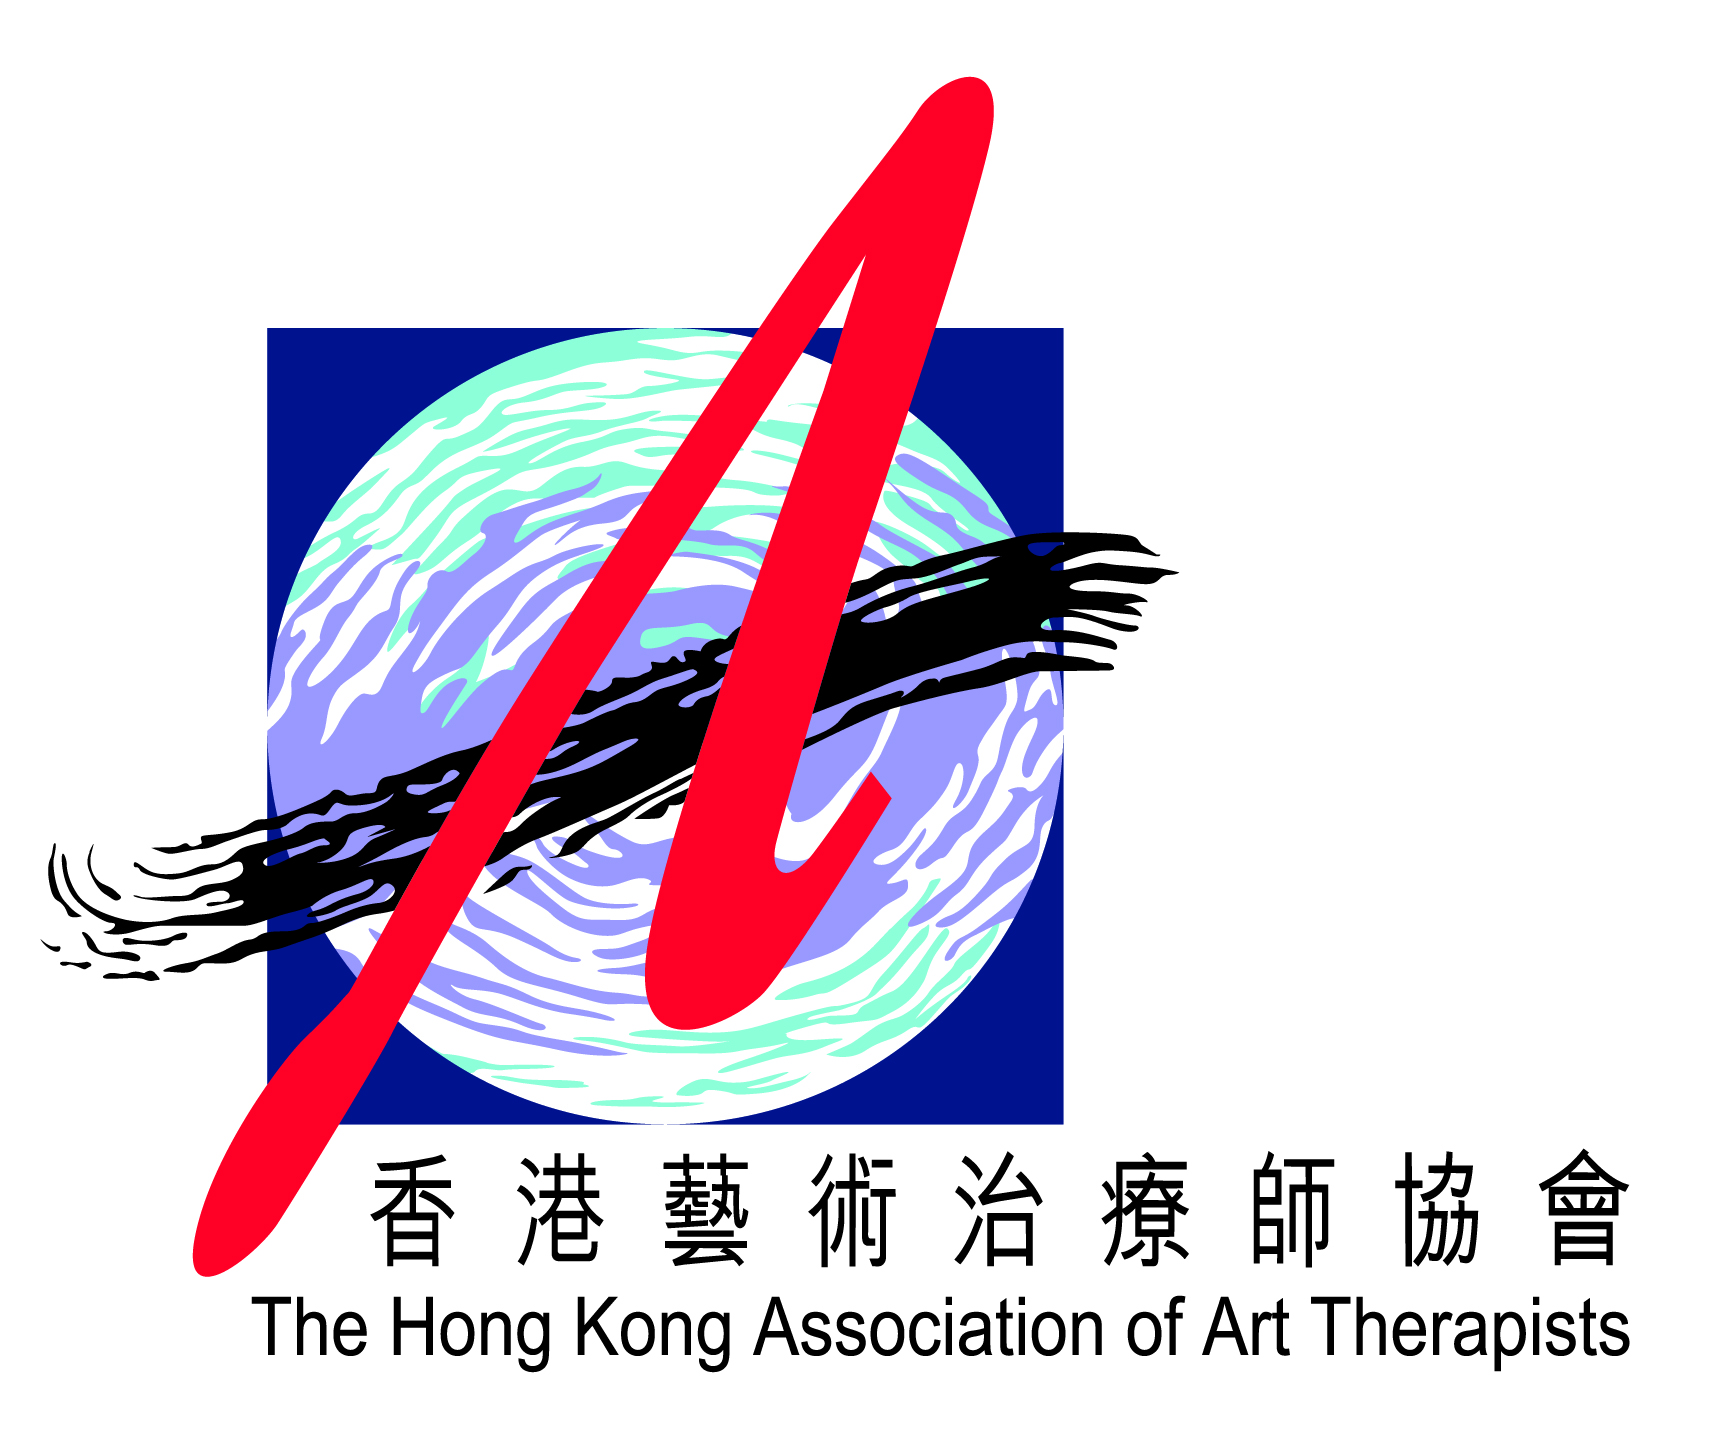 香港藝術治療師協會
The Hong Kong Association of Art Therapists